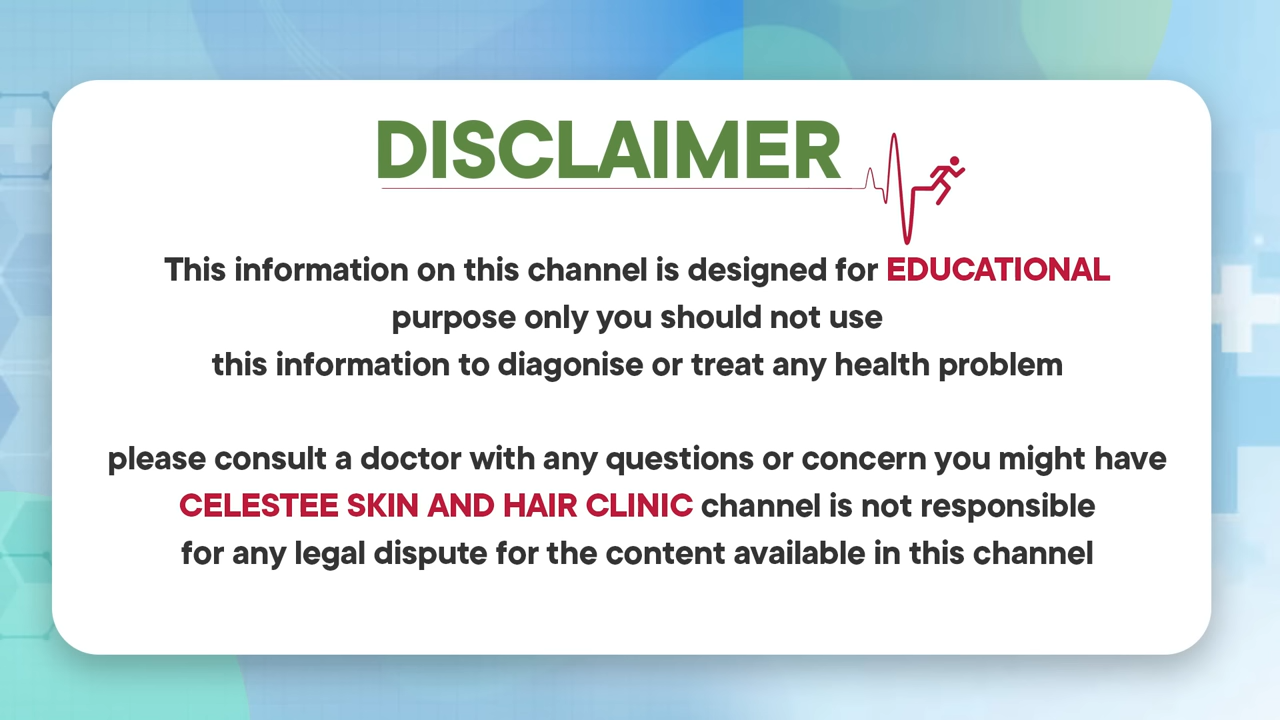 DISCLAIMER
This information on this channel is designed for EDUCATIONAL
purpose only you should not use
this information to diagonise or treat any health problem
please consult a doctor with any questions or concern you might have
CELESTEE SKIN AND HAIR CLINIC channel is not responsible
for any legal dispute for the content available in this channel